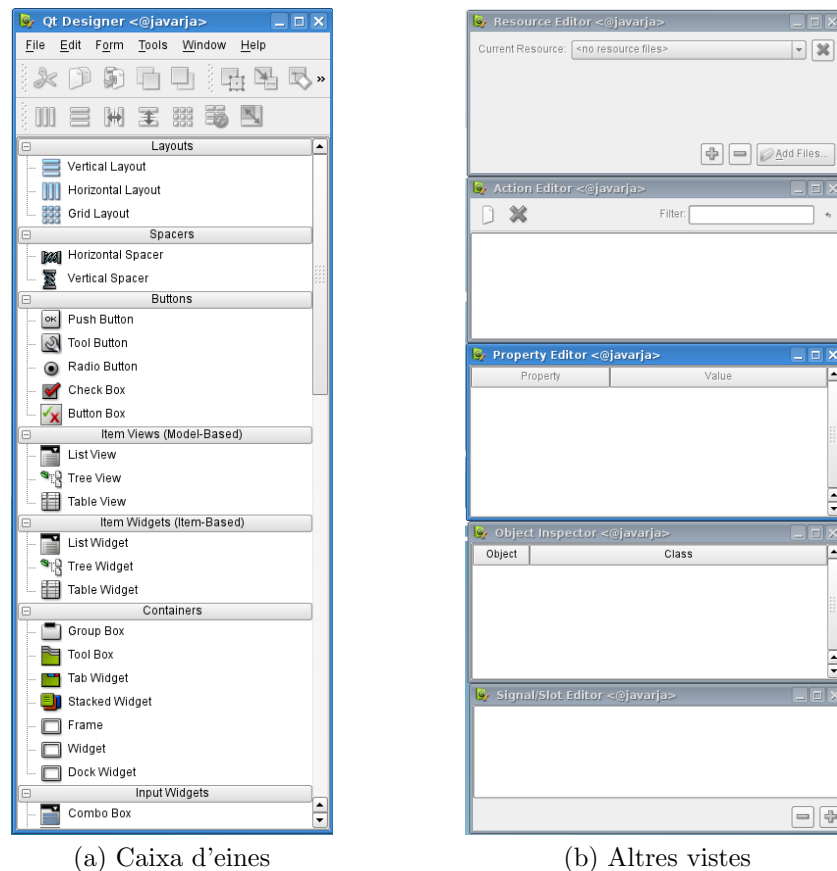 Qt Designer <@javarja>
File Edit Form Tools Window Help
Layouts
Vertical Layout
Horizontal Layout
Grid Layout
Spacers
Horizontal Spacer
Vertical Spacer
Buttons
OK Push Button
Tool Button
Radio Button
Check Box
Button Box
Item Views (Model-Based)
List View
Tree View
Table View
Item Widgets (Item-Based)
List Widget
Tree Widget
Table Widget
Containers
Group Box
Tool Box
Tab Widget
Stacked Widget
Frame
Widget
Dock Widget
Input Widgets
Combo Box
(a) Caixa d'eines
Resource Editor <@javarja>
Current Resource: <no resource files>
Add Files...
Action Editor <@javarja>
Filter:
Property Editor <@javarja>
Property Value
Object Inspector <@javarja>
Object Class
Signal/Slot Editor <@javarja>
(b) Altres vistes